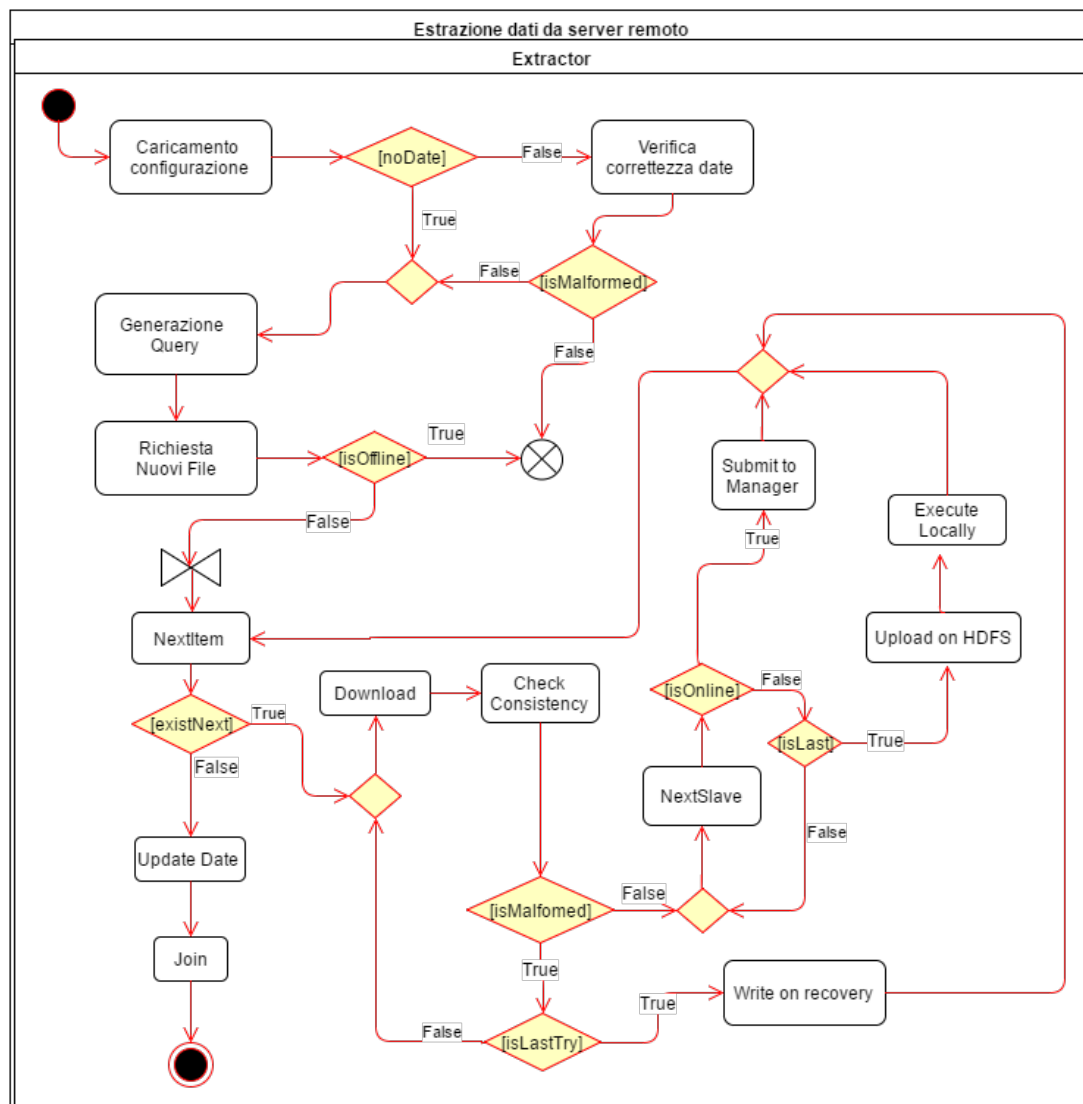 Estrazione dati da server remoto
Extractor
Caricamento
configurazione
[noDate]
False
Verifica
correttezza date
True
False
[isMalformed]
Generazione
Query
False
Richiesta
Nuovi File
[isOffline]
True
Submit to
Manager
Execute
Locally
False
True
NextItem
Upload on HDFS
Download
Check
Consistency
[isOnline]
False
[existNext]
True
[isLast]
True
False
NextSlave
False
Update Date
[isMalfomed]
False
Join
True
Write on recovery
True
False
[isLastTry]